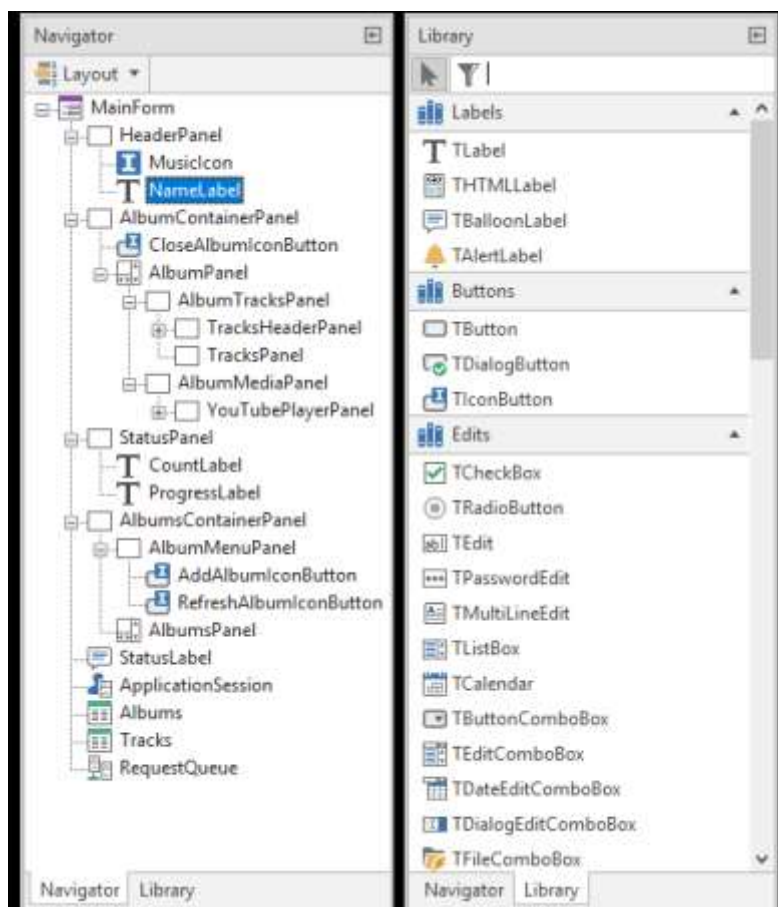 Navigator
Layout
MainForm
HeaderPanel
MusicIcon
NameLabel
AlbumContainerPanel
CloseAlbumIconButton
AlbumPanel
AlbumTracksPanel
TracksHeaderPanel
TracksPanel
AlbumMediaPanel
YouTubePlayerPanel
StatusPanel
CountLabel
ProgressLabel
AlbumsContainerPanel
AlbumMenuPanel
AddAlbumIconButton
RefreshAlbumIconButton
AlbumsPanel
StatusLabel
ApplicationSession
Albums
Tracks
RequestQueue
Navigator Library
Library
Labels
TLabel
THTMLLabel
TBalloonLabel
TAlertLabel
Buttons
TButton
TDialogButton
TIconButton
Edits
TCheckBox
TRadioButton
TEdit
TPasswordEdit
TMultiLineEdit
TListBox
TCalendar
TButtonComboBox
TEditComboBox
TDateEditComboBox
TDialogEditComboBox
TFileComboBox
Navigator Library